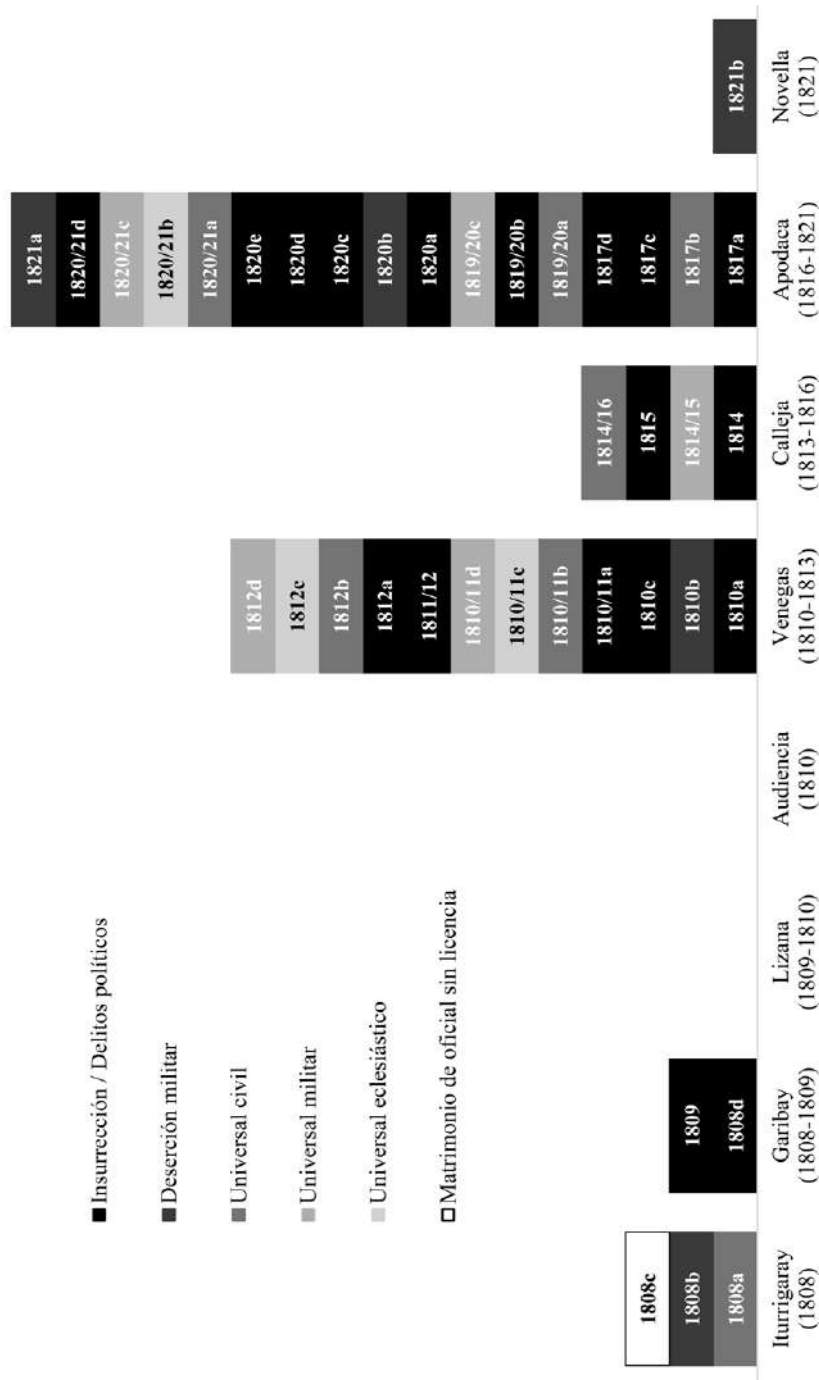 Insurrección / Delitos políticos
Deserción militar
Universal civil
Universal militar
Universal eclesiástico
Matrimonio de oficial sin licencia
1808c
1808b
1808a
Iturrigaray
(1808)
1809
1808d
Garibay
(1808-1809)
Lizana
(1809-1810)
Audiencia
(1810)
1812d
1812c
1812b
1812a
1811/12
1810/11d
1810/11c
1810/11b
1810/11a
1810c
1810b
1810a
Venegas
(1810-1813)
1814/16
1815
1814/15
1814
Calleja
(1813-1816)
1821a
1820/21d
1820/21c
1820/21b
1820/21a
1820e
1820d
1820c
1820b
1820a
1819/20c
1819/20b
1819/20a
1817d
1817c
1817b
1817a
Apodaca
(1816-1821)
1821b
Novella
(1821)